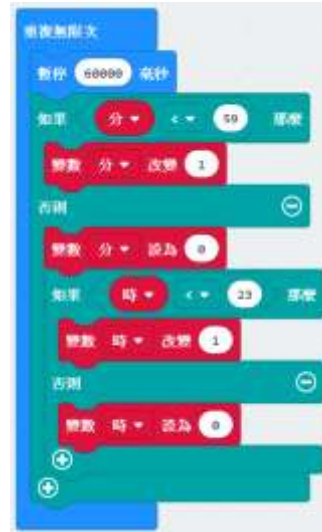 重複無限次
暫停 60000 毫秒
如果 分 < 59 那麼
變數 分 改變 1
否則
變數 分 設為 0
如果 時 < 23 那麼
變數 時 改變 1
否則
變數 時 設為 0